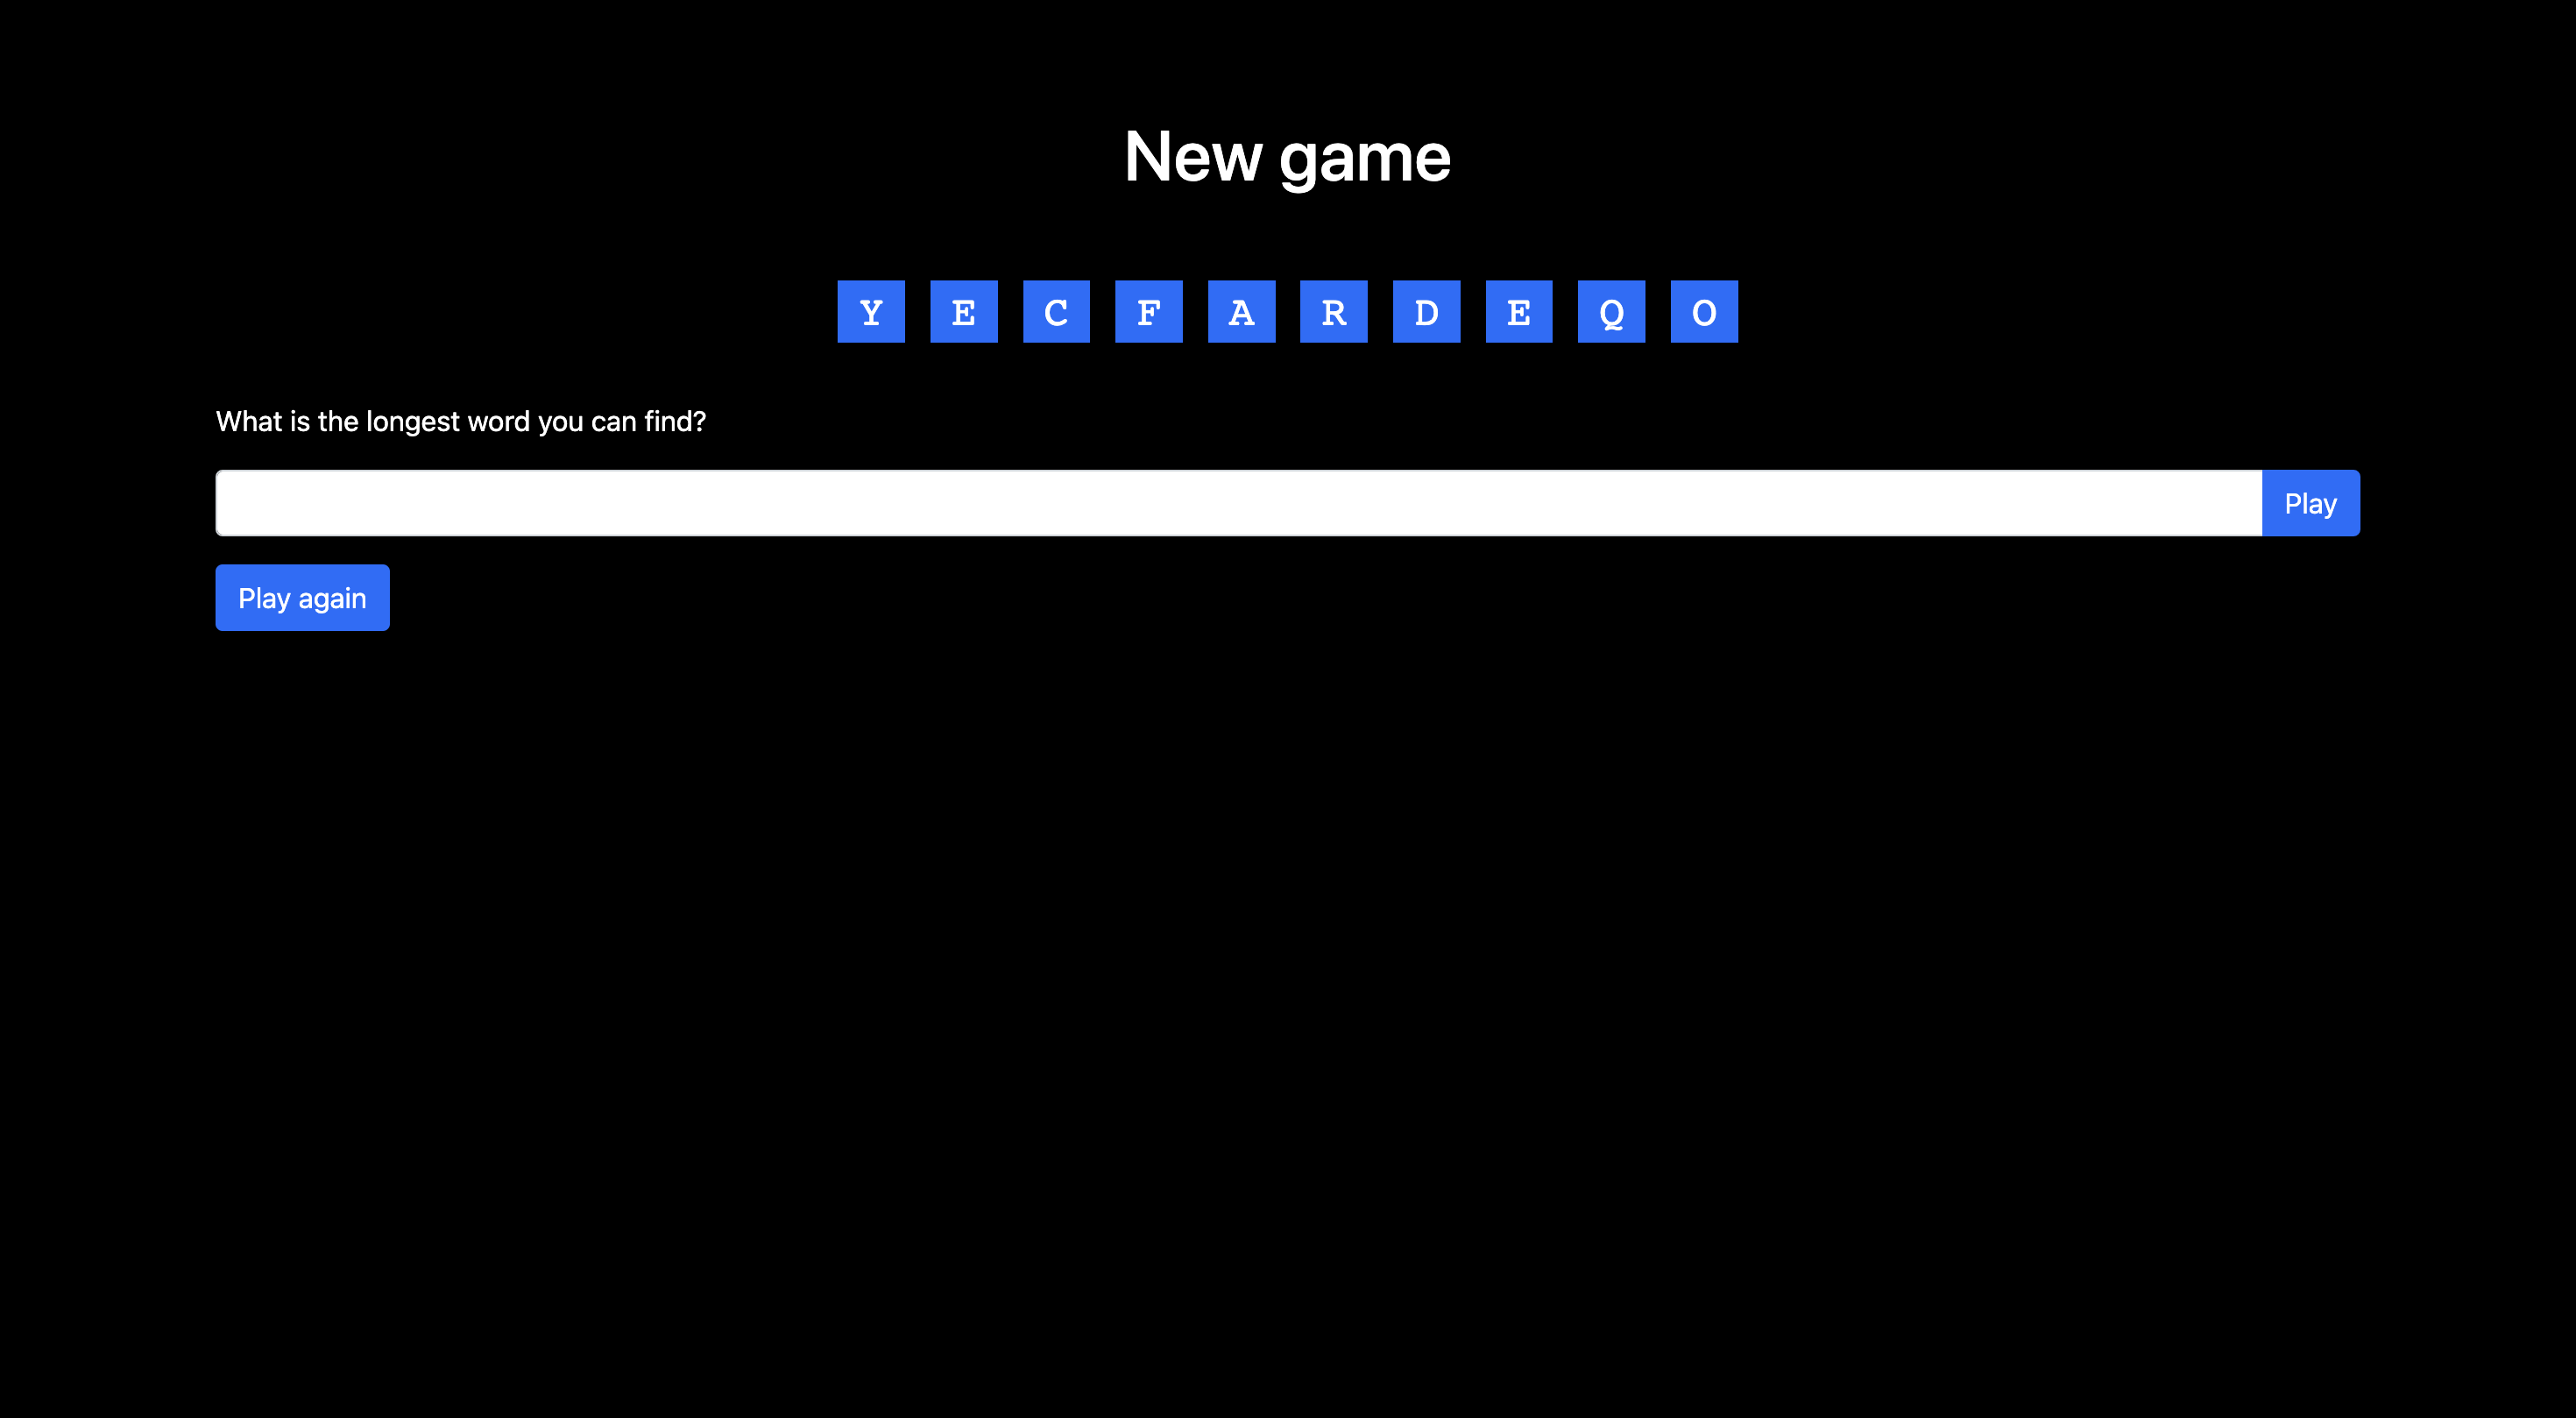 New game
Y E C F A R D E Q O
What is the longest word you can find?
Play
Play again